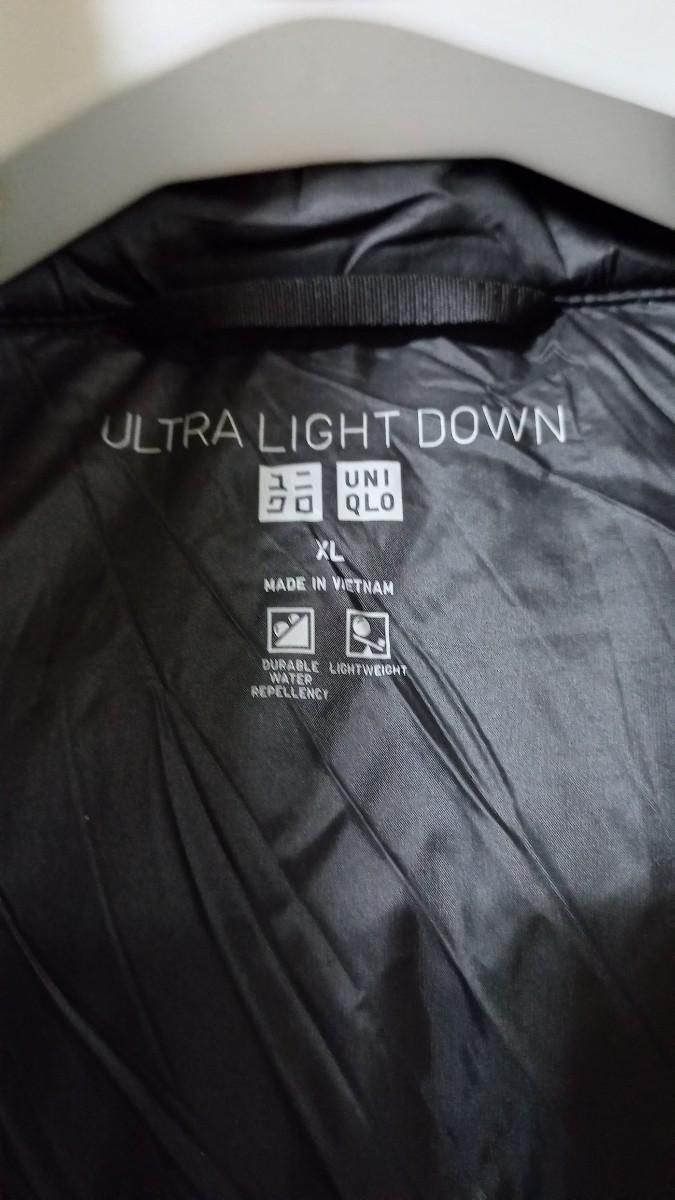 ULTRA LIGHT DOWN
ユニ
クロ
UNI
QLO
XL
MADE IN VIETNAM
DURABLE
WATER
REPELLENCY
LIGHTWEIGHT